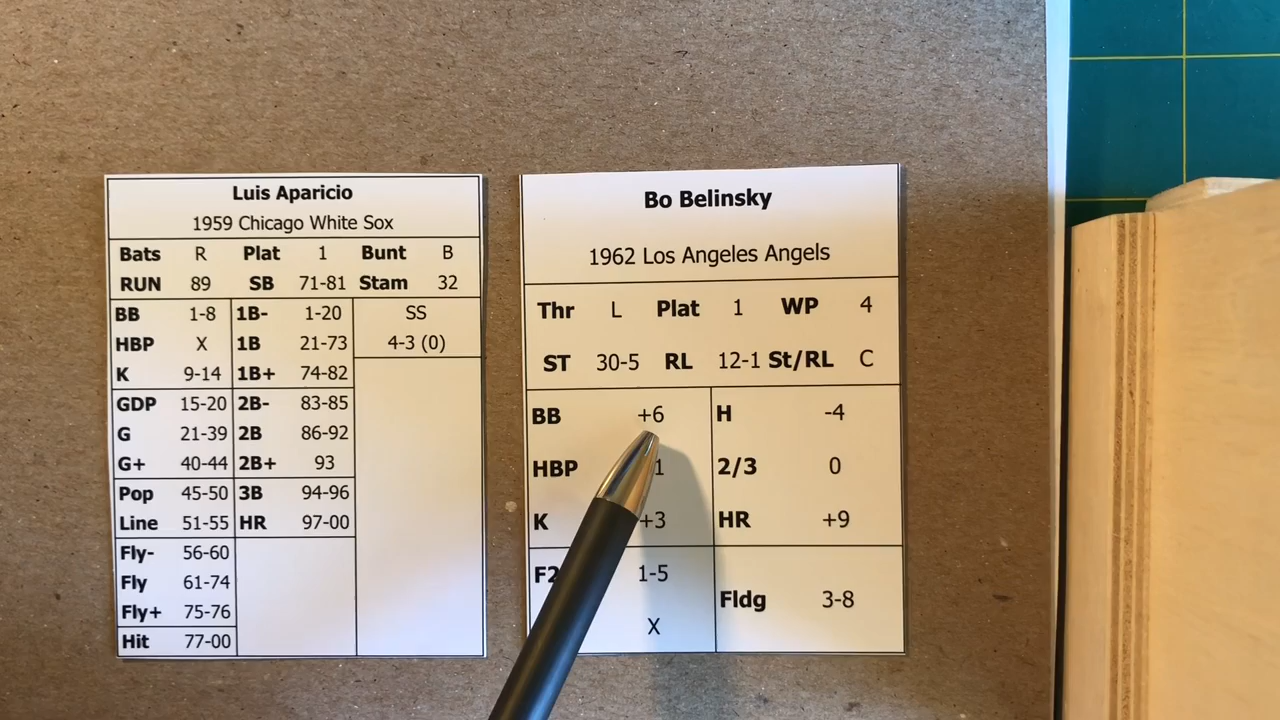 Luis Aparicio
1959 Chicago White Sox
Bats R Plat 1 Bunt B
RUN 89 SB 71-81 Stam 32
BB 1-8 1B- 1-20 SS
HBP X 1B 21-73 4-3 (0)
K 9-14 1B+ 74-82
GDP 15-20 2B- 83-85
G 21-39 2B 86-92
G+ 40-44 2B+ 93
Pop 45-50 3B 94-96
Line 51-55 HR 97-00
Fly- 56-60
Fly 61-74
Fly+ 75-76
Hit 77-00
Bo Belinsky
1962 Los Angeles Angels
Thr L Plat 1 WP 4
ST 30-5 RL 12-1 St/RL C
BB +6 H -4
HBP 1 2/3 0
K +3 HR +9
1-5
Fldg 3-8
X